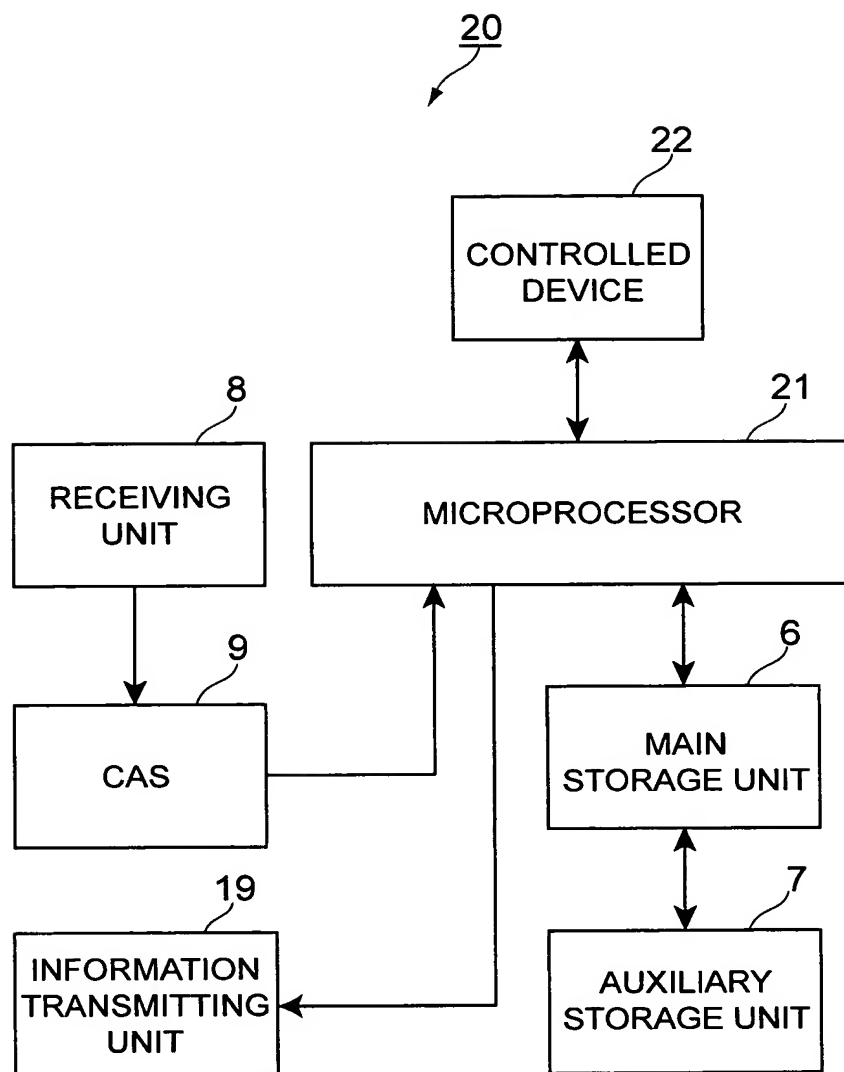 20
22
CONTROLLED
DEVICE
8
21
RECEIVING
UNIT
MICROPROCESSOR
9
6
CAS
MAIN
STORAGE UNIT
19
7
INFORMATION
TRANSMITTING
UNIT
AUXILIARY
STORAGE UNIT